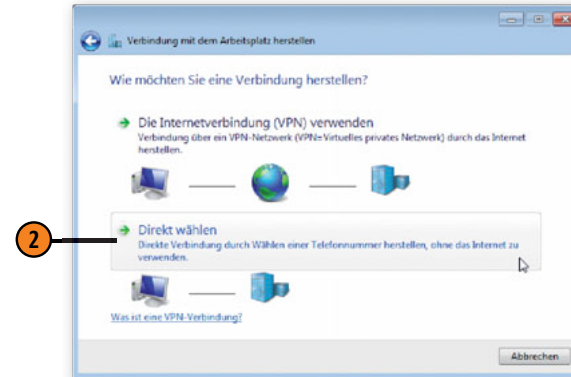 Verbindung mit dem Arbeitsplatz herstellen
Wie möchten Sie eine Verbindung herstellen?
Die Internetverbindung (VPN) verwenden
Verbindung über ein VPN-Netzwerk (VPN=Virtuelles privates Netzwerk) durch das Internet
herstellen.
2
Direkt wählen
Direkte Verbindung durch Wählen einer Telefonnummer herstellen, ohne das Internet zu
verwenden.
Was ist eine VPN-Verbindung?
Abbrechen